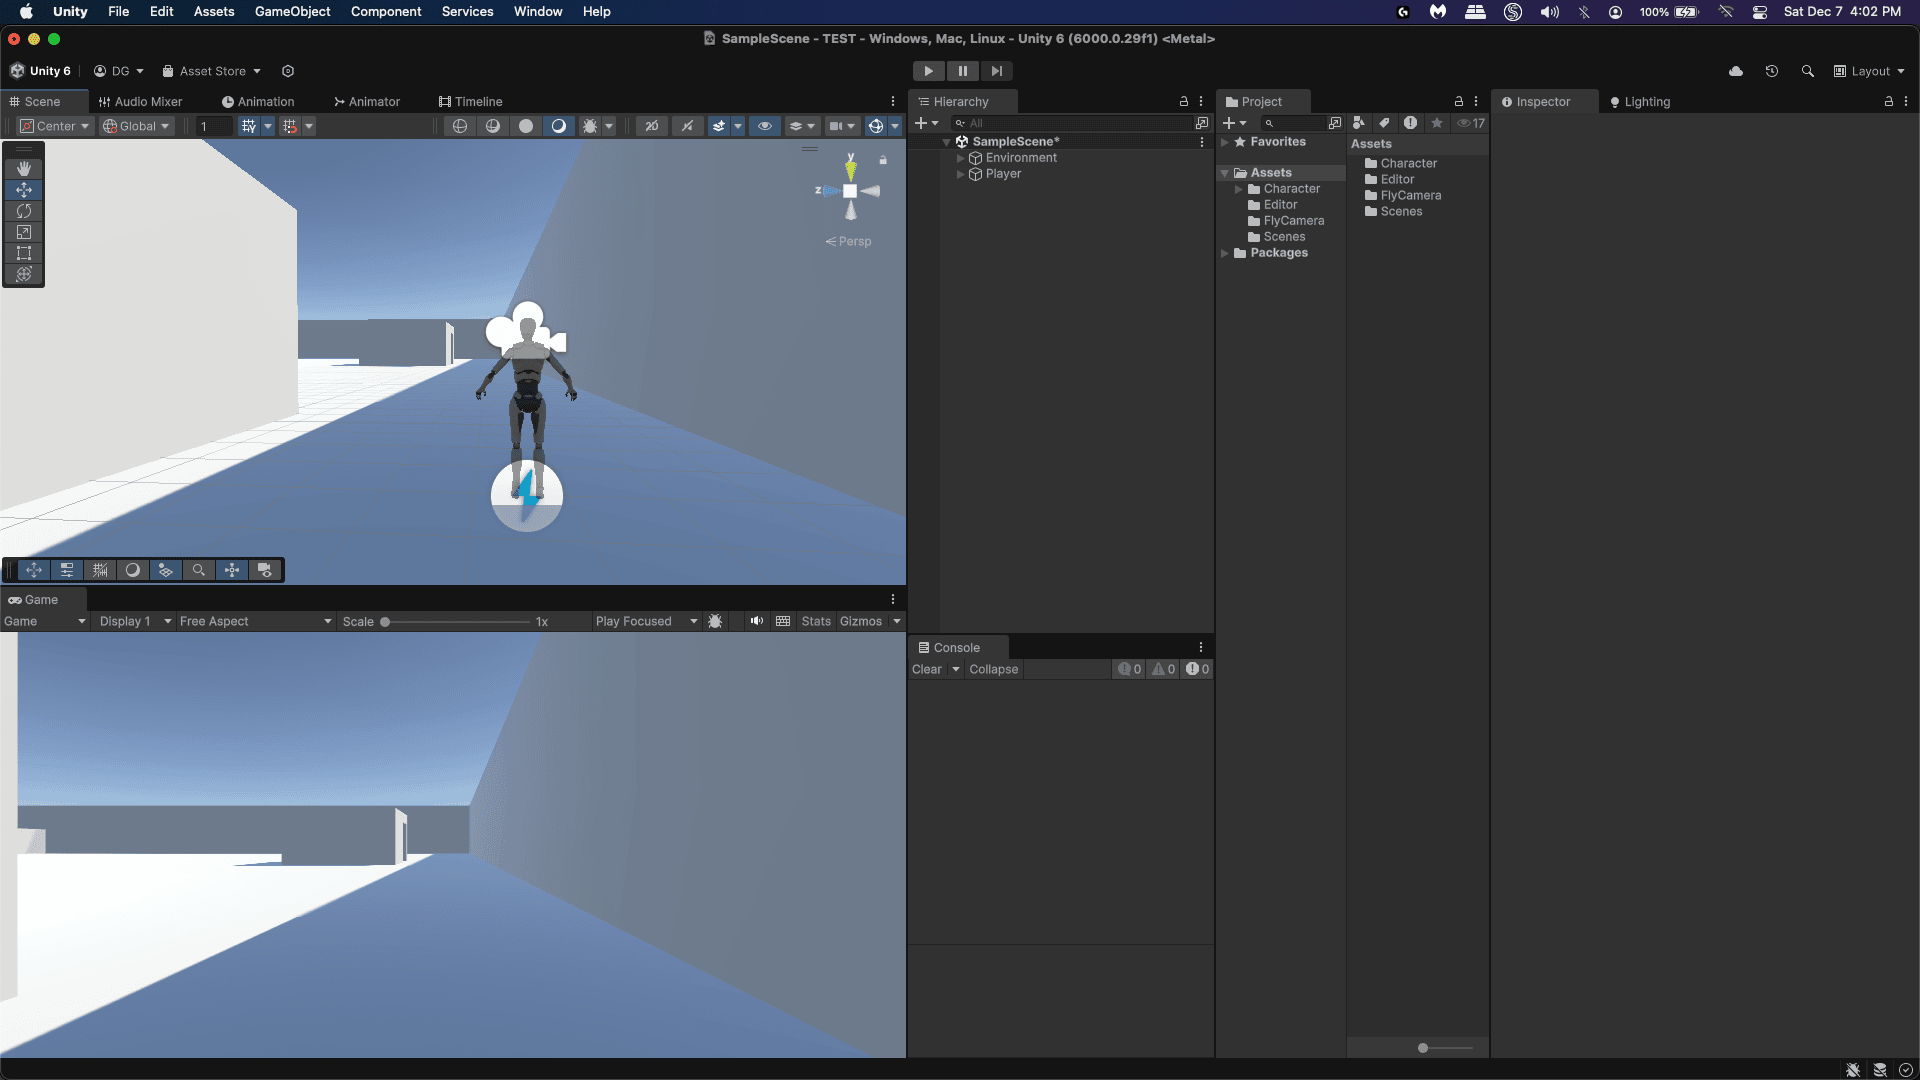 Unity File Edit Assets GameObject Component Services Window Help 100% Sat Dec 7 4:02 PM
SampleScene - TEST - Windows, Mac, Linux - Unity 6 (6000.0.29f1) <Metal>
Unity 6 DG Asset Store Layout
Scene Audio Mixer Animation Animator Timeline
Center Global 1 2D
y
z
Persp
Game
Game Display 1 Free Aspect Scale 1x Play Focused Stats Gizmos
Hierarchy
All
SampleScene*
Environment
Player
Console
Clear Collapse 0 0 0
Project
17
Favorites
Assets
Character
Editor
FlyCamera
Scenes
Packages
Assets
Character
Editor
FlyCamera
Scenes
Inspector Lighting